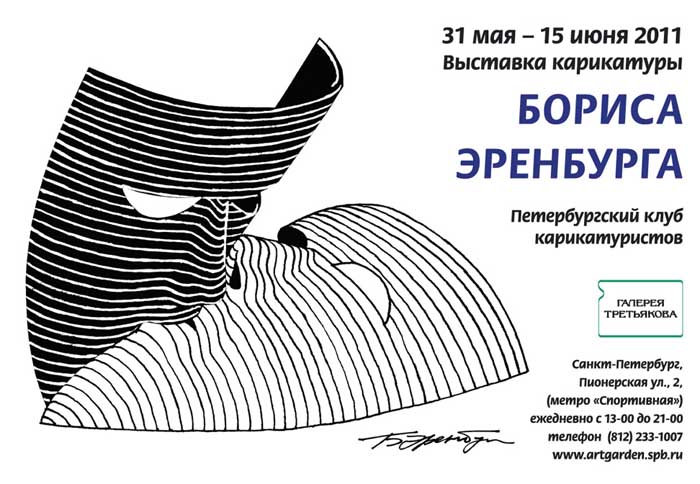 31 мая – 15 июня 2011
Выставка карикатуры
БОРИСА
ЭРЕНБУРГА
Петербургский клуб
карикатуристов
ГАЛЕРЕЯ
ТРЕТЬЯКОВА
Санкт-Петербург,
Пионерская ул., 2,
(метро «Спортивная»)
ежедневно с 13-00 до 21-00
телефон (812) 233-1007
www.artgarden.spb.ru